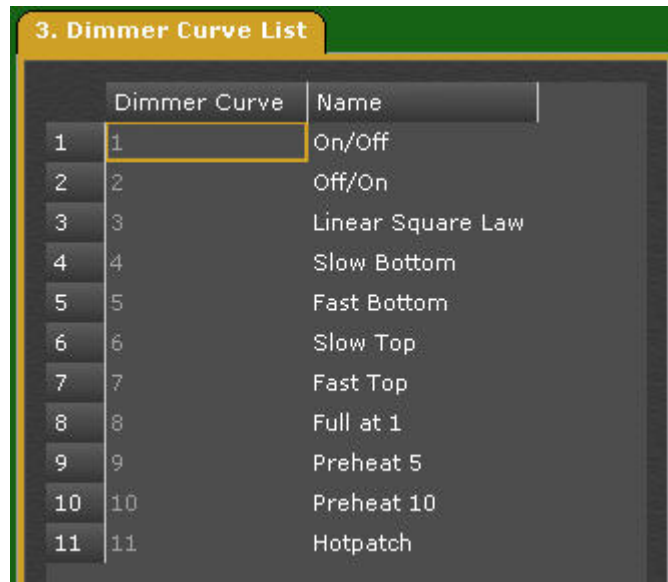 3. Dimmer Curve List
Dimmer Curve Name
1 1 On/Off
2 2 Off/On
3 3 Linear Square Law
4 4 Slow Bottom
5 5 Fast Bottom
6 6 Slow Top
7 7 Fast Top
8 8 Full at 1
9 9 Preheat 5
10 10 Preheat 10
11 11 Hotpatch